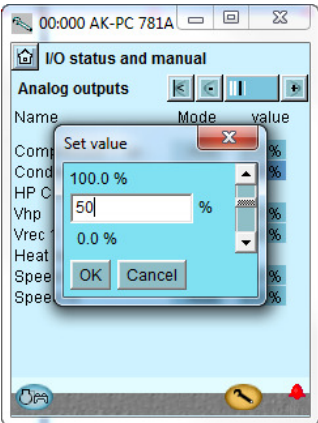 00:000 AK-PC 781A
I/O status and manual
Analog outputs
Name Mode value
Set value
Comp %
Cond %
HP C
Vhp %
Vrec %
Heat
Spee %
Spee %
100.0 %
50 %
0.0 %
OK Cancel